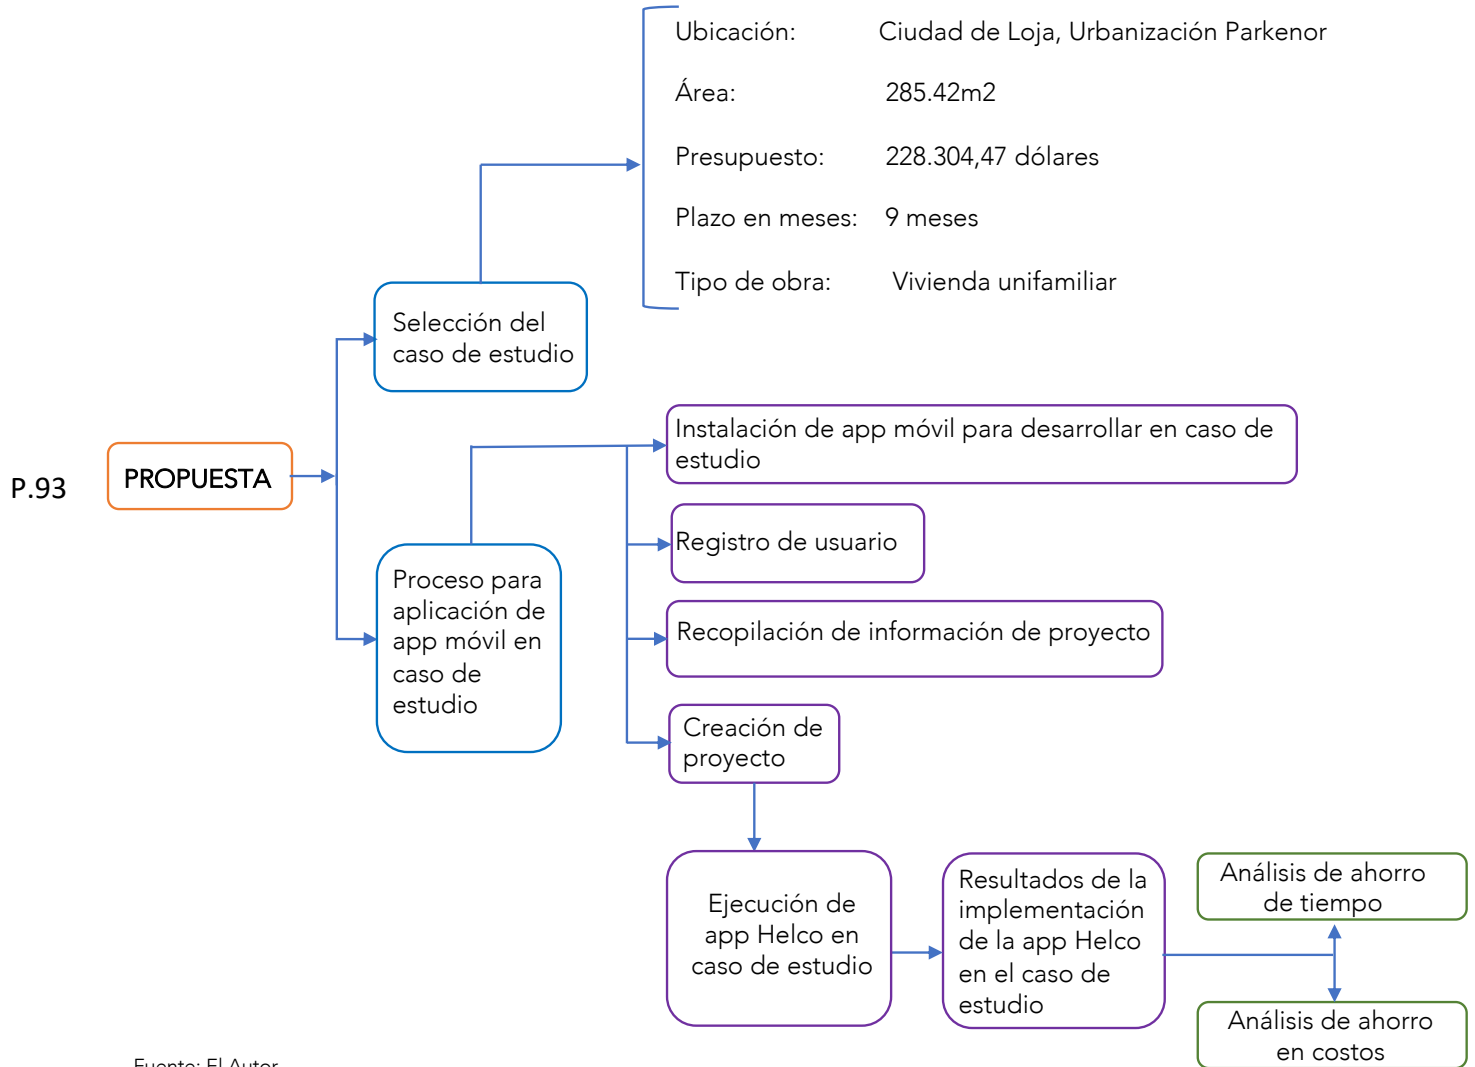 Ubicación: Ciudad de Loja, Urbanización Parkenor
Área: 285.42m2
Presupuesto: 228.304,47 dólares
Plazo en meses: 9 meses
Tipo de obra: Vivienda unifamiliar
Selección del
caso de estudio
Instalación de app móvil para desarrollar en caso de
estudio
P.93
PROPUESTA
Registro de usuario
Proceso para
aplicación de
app móvil en
caso de
estudio
Recopilación de información de proyecto
Creación de
proyecto
Ejecución de
app Helco en
caso de estudio
Resultados de la
implementación
de la app Helco
en el caso de
estudio
Análisis de ahorro
de tiempo
Análisis de ahorro
en costos
Fuente: El Autor